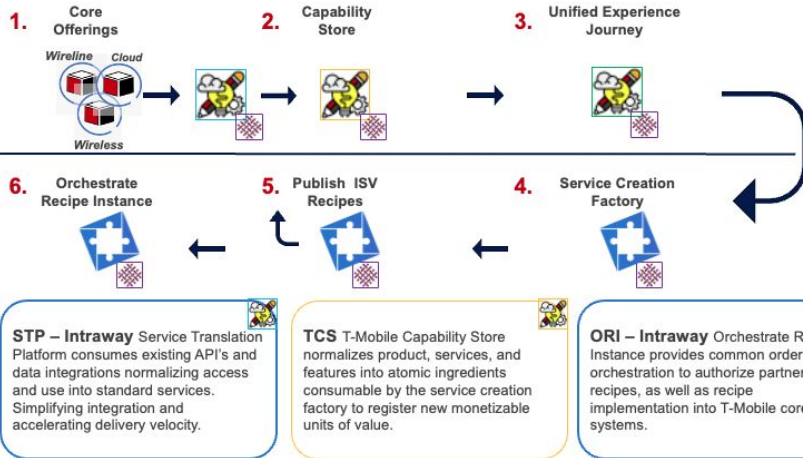 1. Core
Offerings
2. Capability
Store
3. Unified Experience
Journey
Wireline Cloud
Wireless
6. Orchestrate
Recipe Instance
5. Publish ISV
Recipes
4. Service Creation
Factory
STP – Intraway Service Translation
Platform consumes existing API's and
data integrations normalizing access
and use into standard services.
Simplifying integration and
accelerating delivery velocity.
TCS T-Mobile Capability Store
normalizes product, services, and
features into atomic ingredients
consumable by the service creation
factory to register new monetizable
units of value.
ORI – Intraway Orchestrate R
Instance provides common order
orchestration to authorize partner
recipes, as well as recipe
implementation into T-Mobile core
systems.